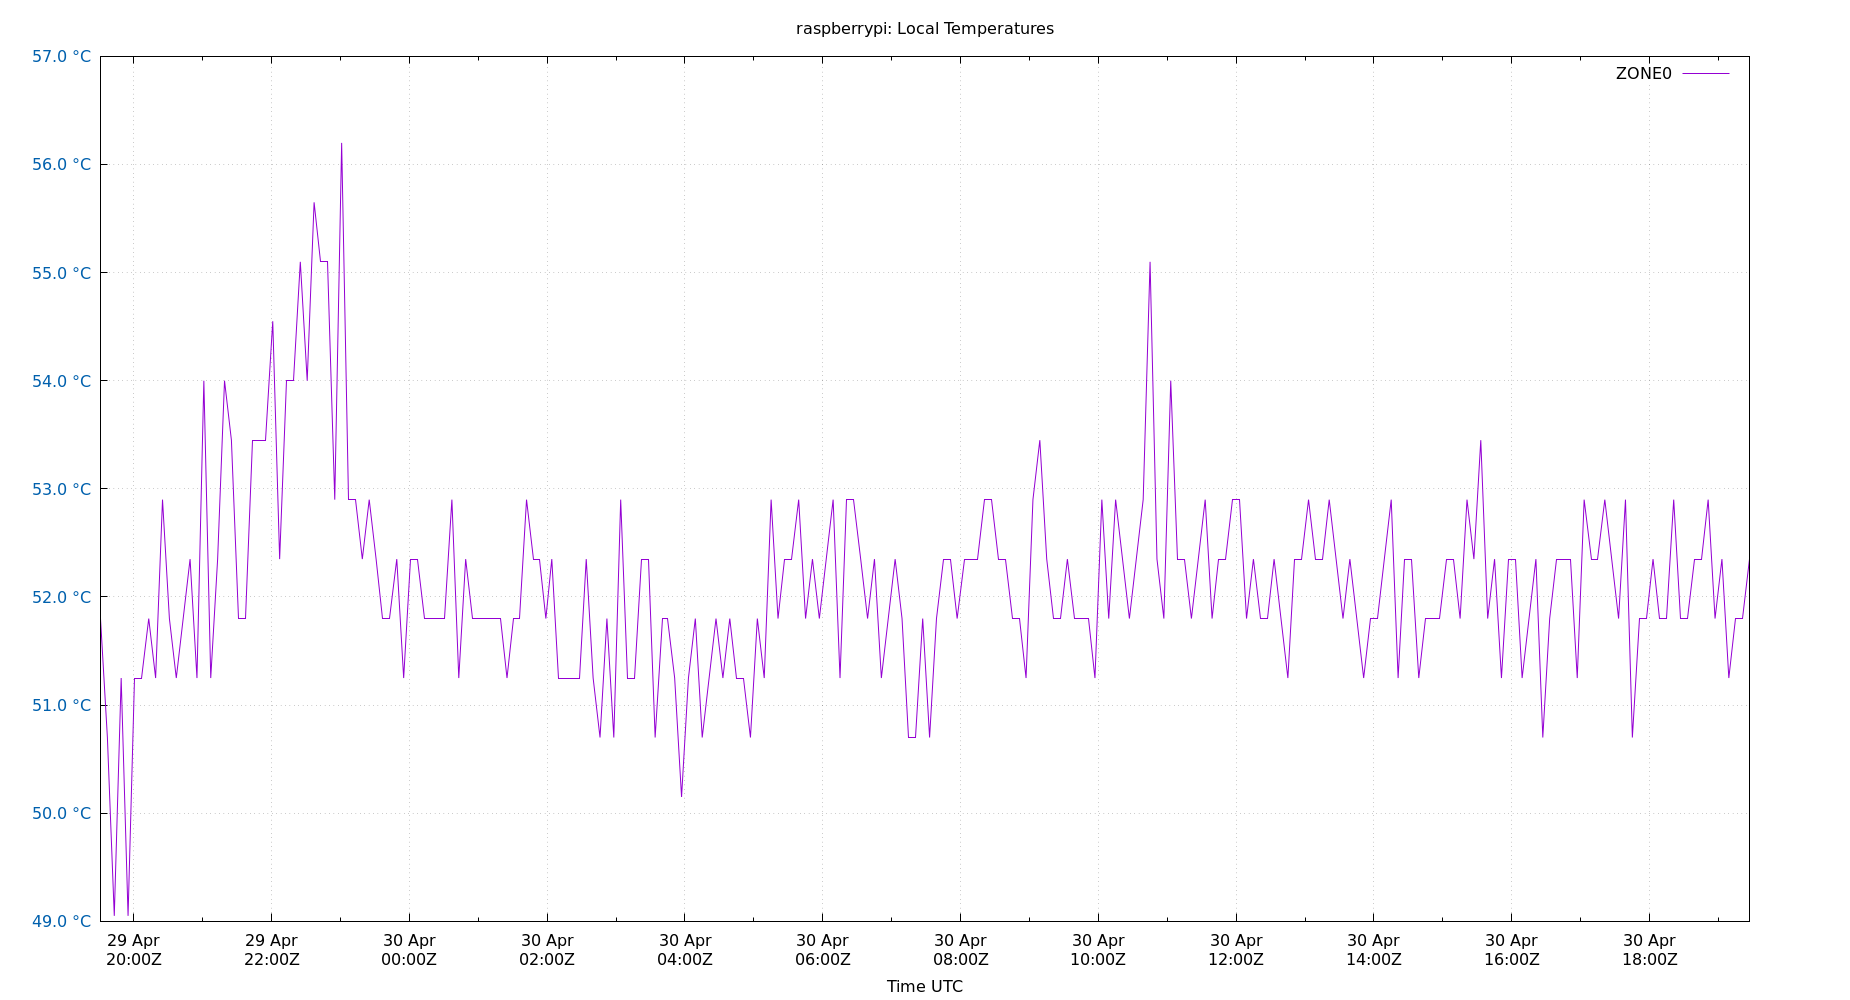 raspberrypi: Local Temperatures
57.0 °C
ZONE0
56.0 °C
55.0 °C
54.0 °C
53.0 °C
52.0 °C
51.0 °C
50.0 °C
49.0 °C
29 Apr 29 Apr 30 Apr 30 Apr 30 Apr 30 Apr 30 Apr 30 Apr 30 Apr 30 Apr 30 Apr 30 Apr
20:00Z 22:00Z 00:00Z 02:00Z 04:00Z 06:00Z 08:00Z 10:00Z 12:00Z 14:00Z 16:00Z 18:00Z
Time UTC